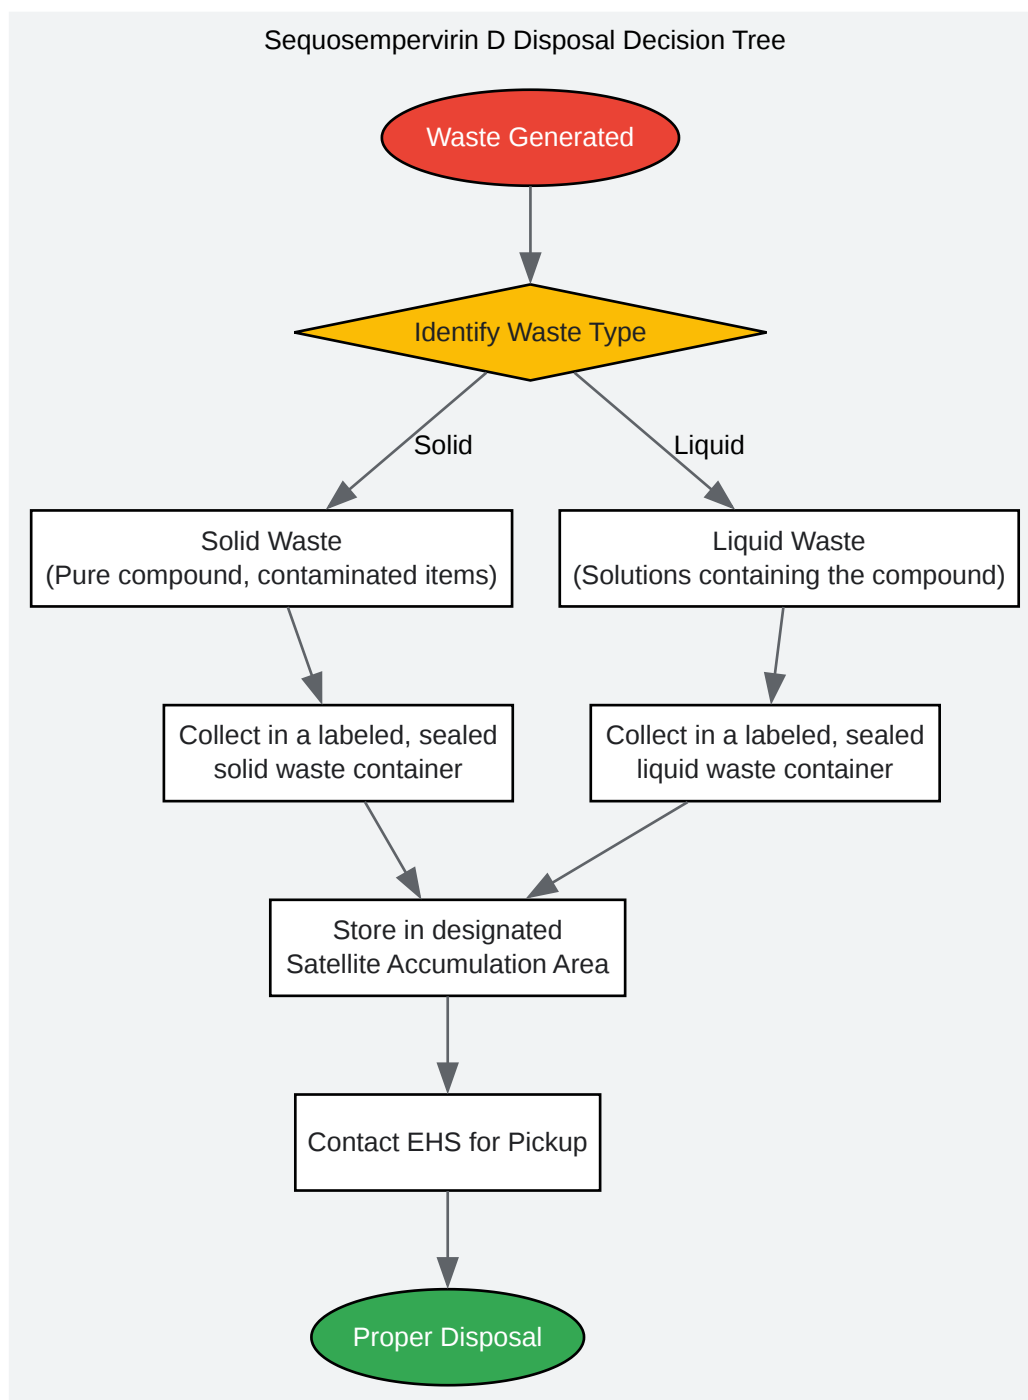 Sequosempervirin D Disposal Decision Tree
Waste Generated
Identify Waste Type
Solid
Liquid
Solid Waste
(Pure compound, contaminated items)
Liquid Waste
(Solutions containing the compound)
Collect in a labeled, sealed
solid waste container
Collect in a labeled, sealed
liquid waste container
Store in designated
Satellite Accumulation Area
Contact EHS for Pickup
Proper Disposal